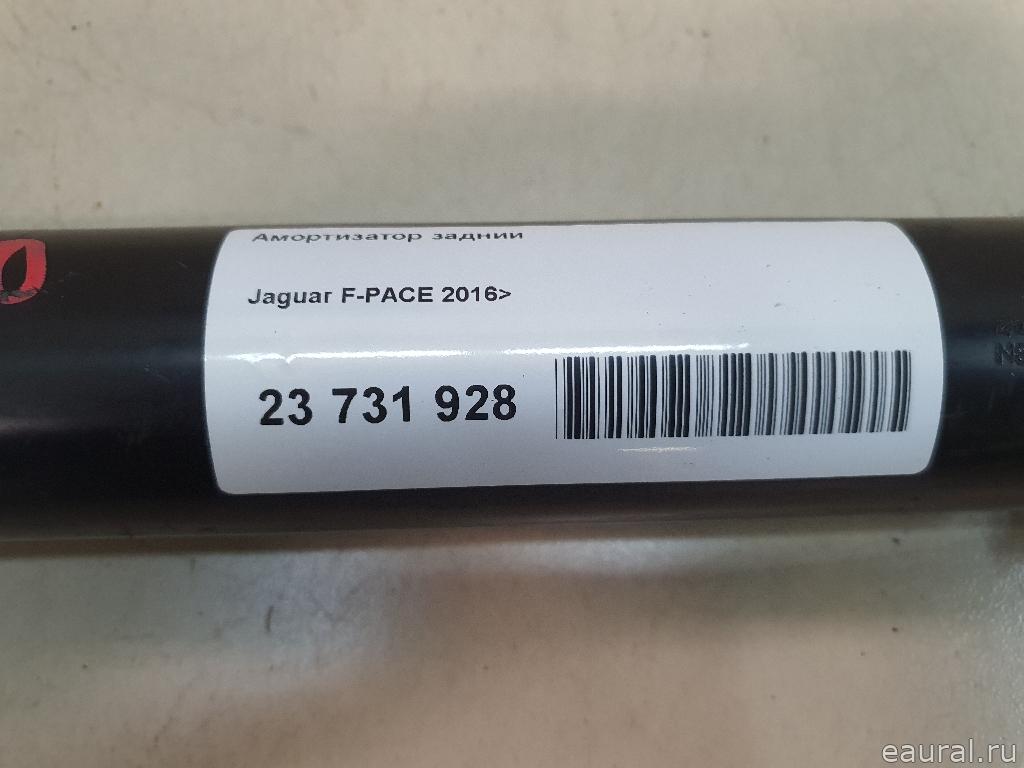 Амортизатор задний
Jaguar F-PACE 2016>
23 731 928
eaural.ru